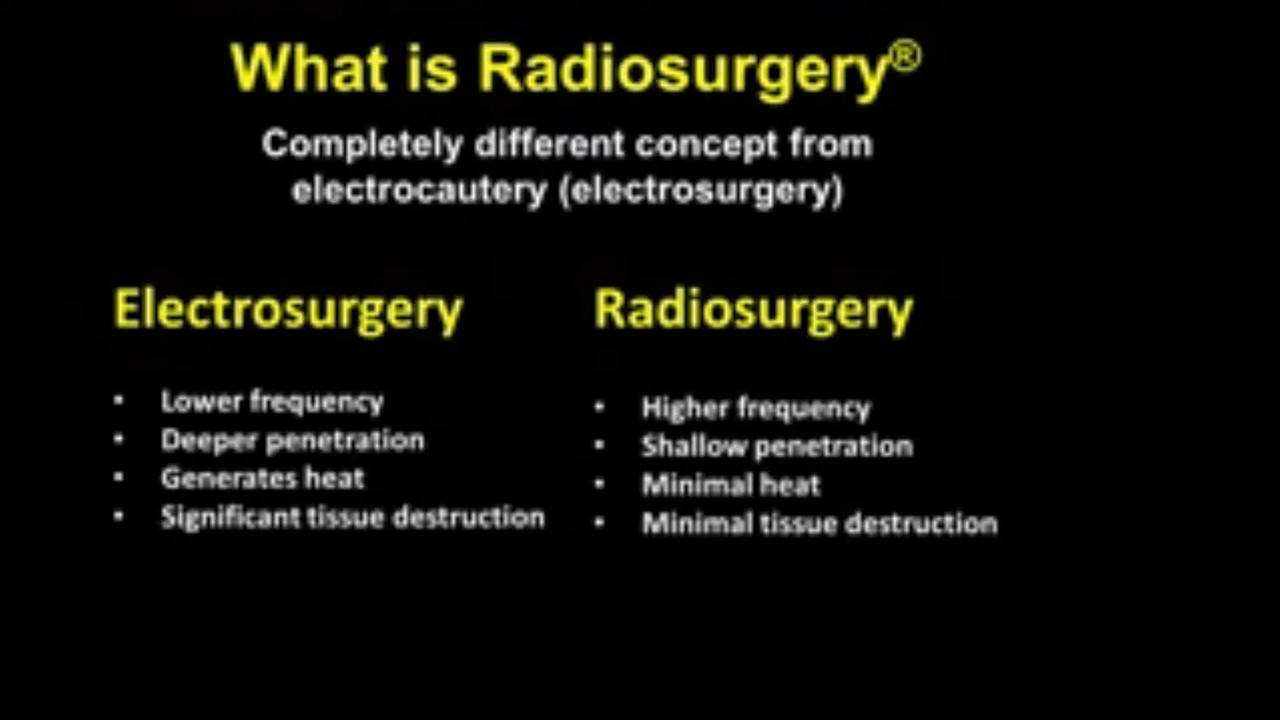 What is Radiosurgery®
Completely different concept from
electrocautery (electrosurgery)
Electrosurgery
• Lower frequency
• Deeper penetration
• Generates heat
• Significant tissue destruction
Radiosurgery
• Higher frequency
• Shallow penetration
• Minimal heat
• Minimal tissue destruction